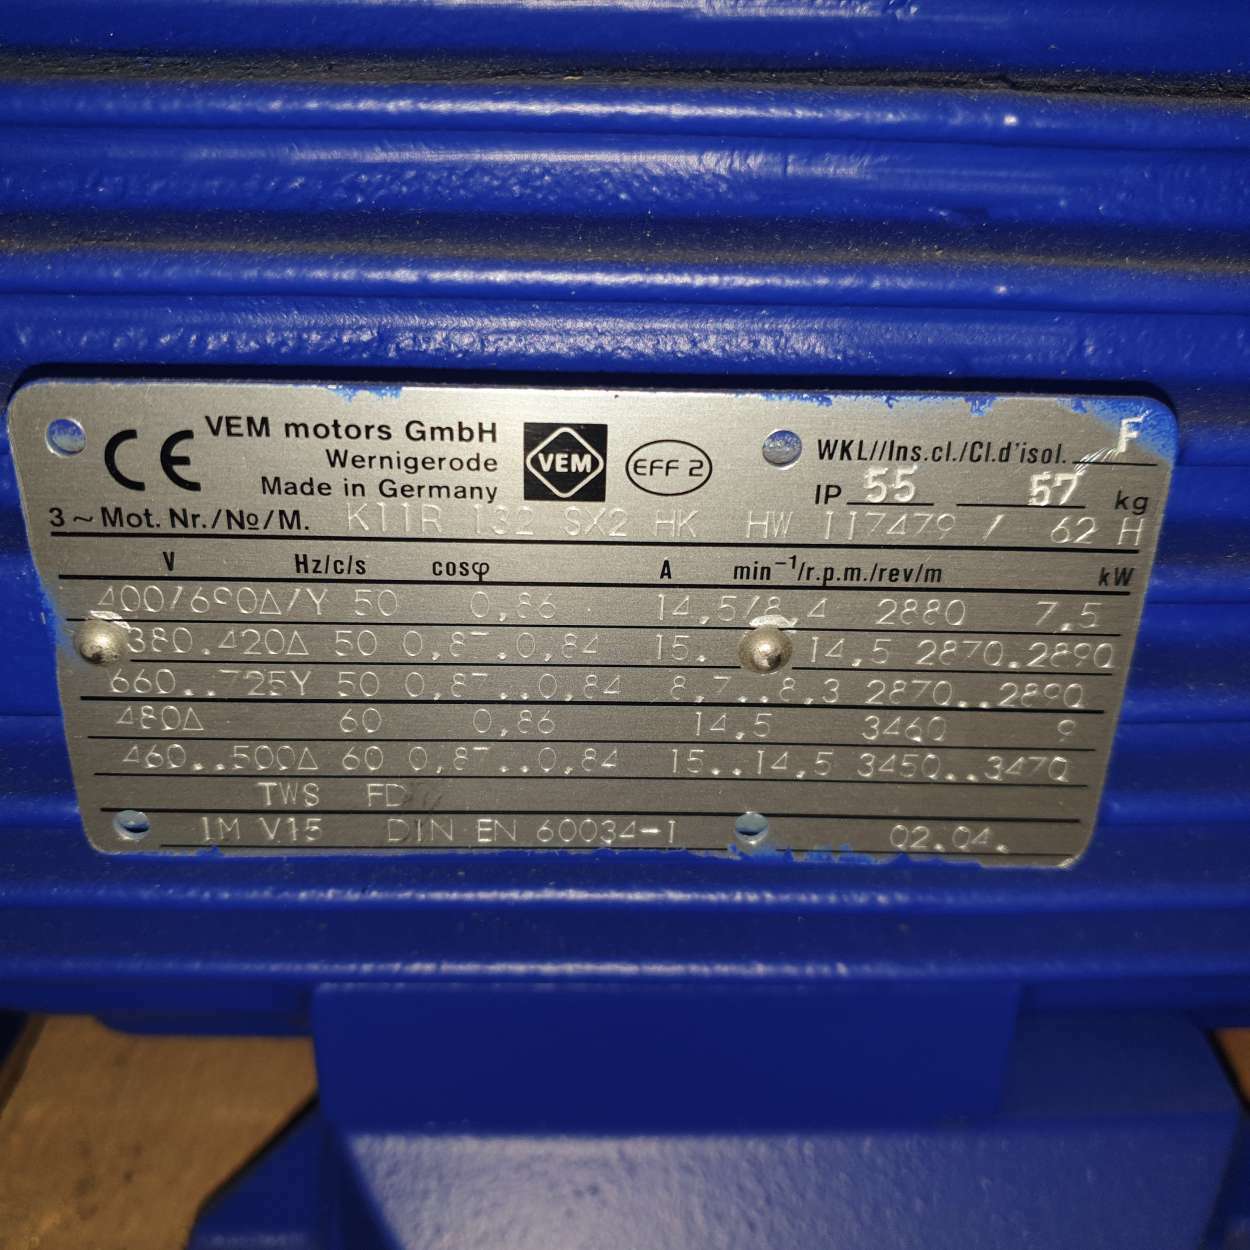 VEM motors GmbH
Wernigerode
Made in Germany
VEM
EFF 2
WKL//Ins.cl./Cl.d'isol. F
IP 55 57 kg
3~Mot. Nr./№/M. K11R 132 SX2 HK HW 117479 / 62 H
V Hz/c/s cosφ A min⁻¹/r.p.m./rev/m kW
400/690Δ/Y 50 0,86 14,5/8,4 2880 7,5
380.420Δ 50 0,87 .0,84 15. 14,5 2870.2890
660..725Y 50 0,87..0,84 8,7..8,3 2870..2890
480Δ 60 0,86 14,5 3460 9
460..500Δ 60 0,87..0,84 15..14,5 3450..3470
TWS FD
IM V15 DIN EN 60034-1 02.04.